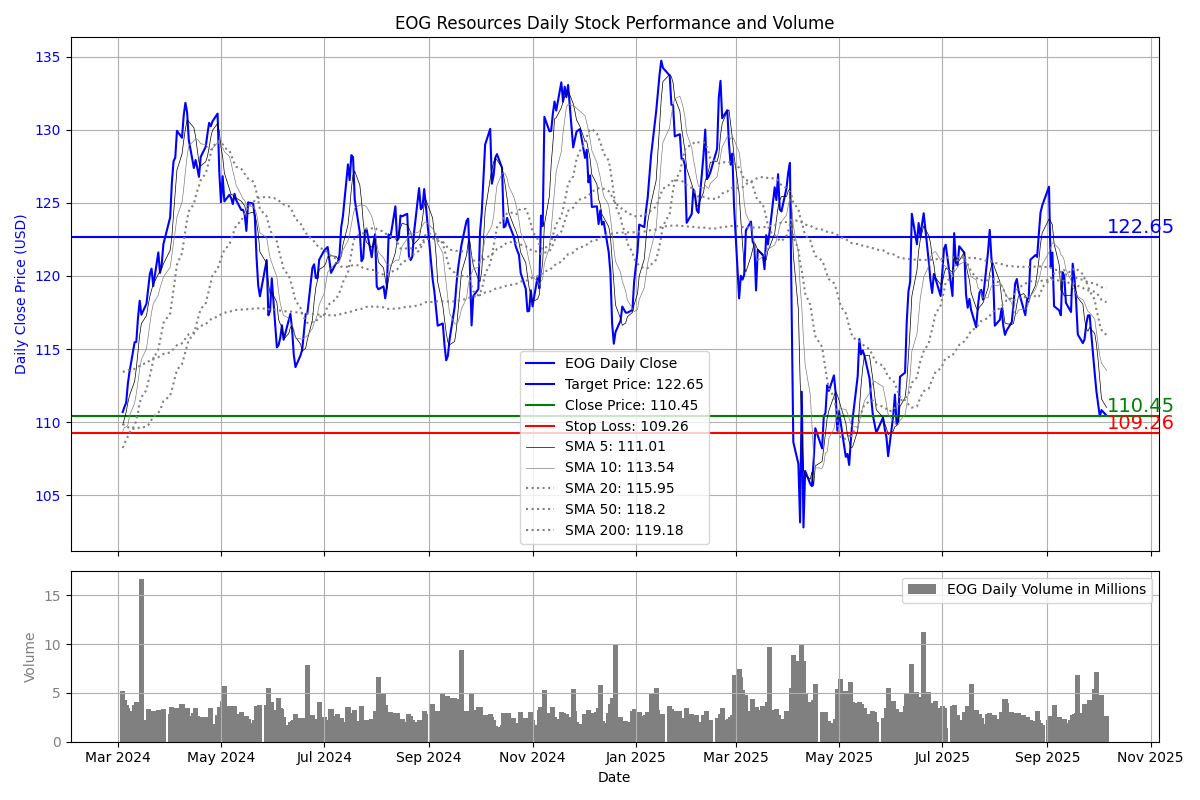 EOG Resources Daily Stock Performance and Volume
Daily Close Price (USD)
135
130
125
120
115
110
105
122.65
110.45
109.26
EOG Daily Close
Target Price: 122.65
Close Price: 110.45
Stop Loss: 109.26
SMA 5: 111.01
SMA 10: 113.54
SMA 20: 115.95
SMA 50: 118.2
SMA 200: 119.18
Volume
15
10
5
0
EOG Daily Volume in Millions
Mar 2024 May 2024 Jul 2024 Sep 2024 Nov 2024 Jan 2025 Mar 2025 May 2025 Jul 2025 Sep 2025 Nov 2025
Date